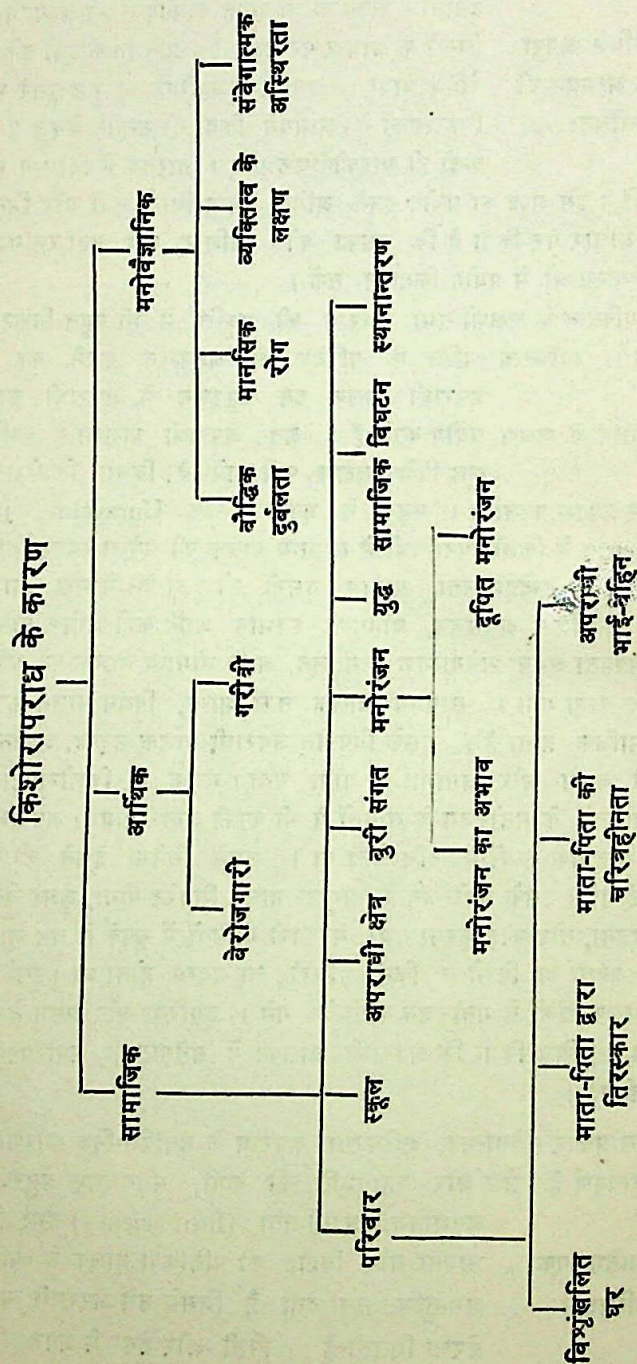 किशोरापराध के कारण
सामाजिक
आर्थिक
मनोवैज्ञानिक
बेरोजगारी
गरीबी
बौद्धिक
दुर्बलता
मानसिक
रोग
व्यक्तित्व के
लक्षण
संवेगात्मक
अस्थिरता
परिवार
स्कूल
अपराधी क्षेत्र
बुरी संगत
मनोरंजन
युद्ध
सामाजिक विघटन
स्थानान्तरण
मनोरंजन का अभाव
दूषित मनोरंजन
विशृंखलित
घर
माता-पिता द्वारा
तिरस्कार
माता-पिता की
चरित्रहीनता
अपराधी
भाई-बहिन